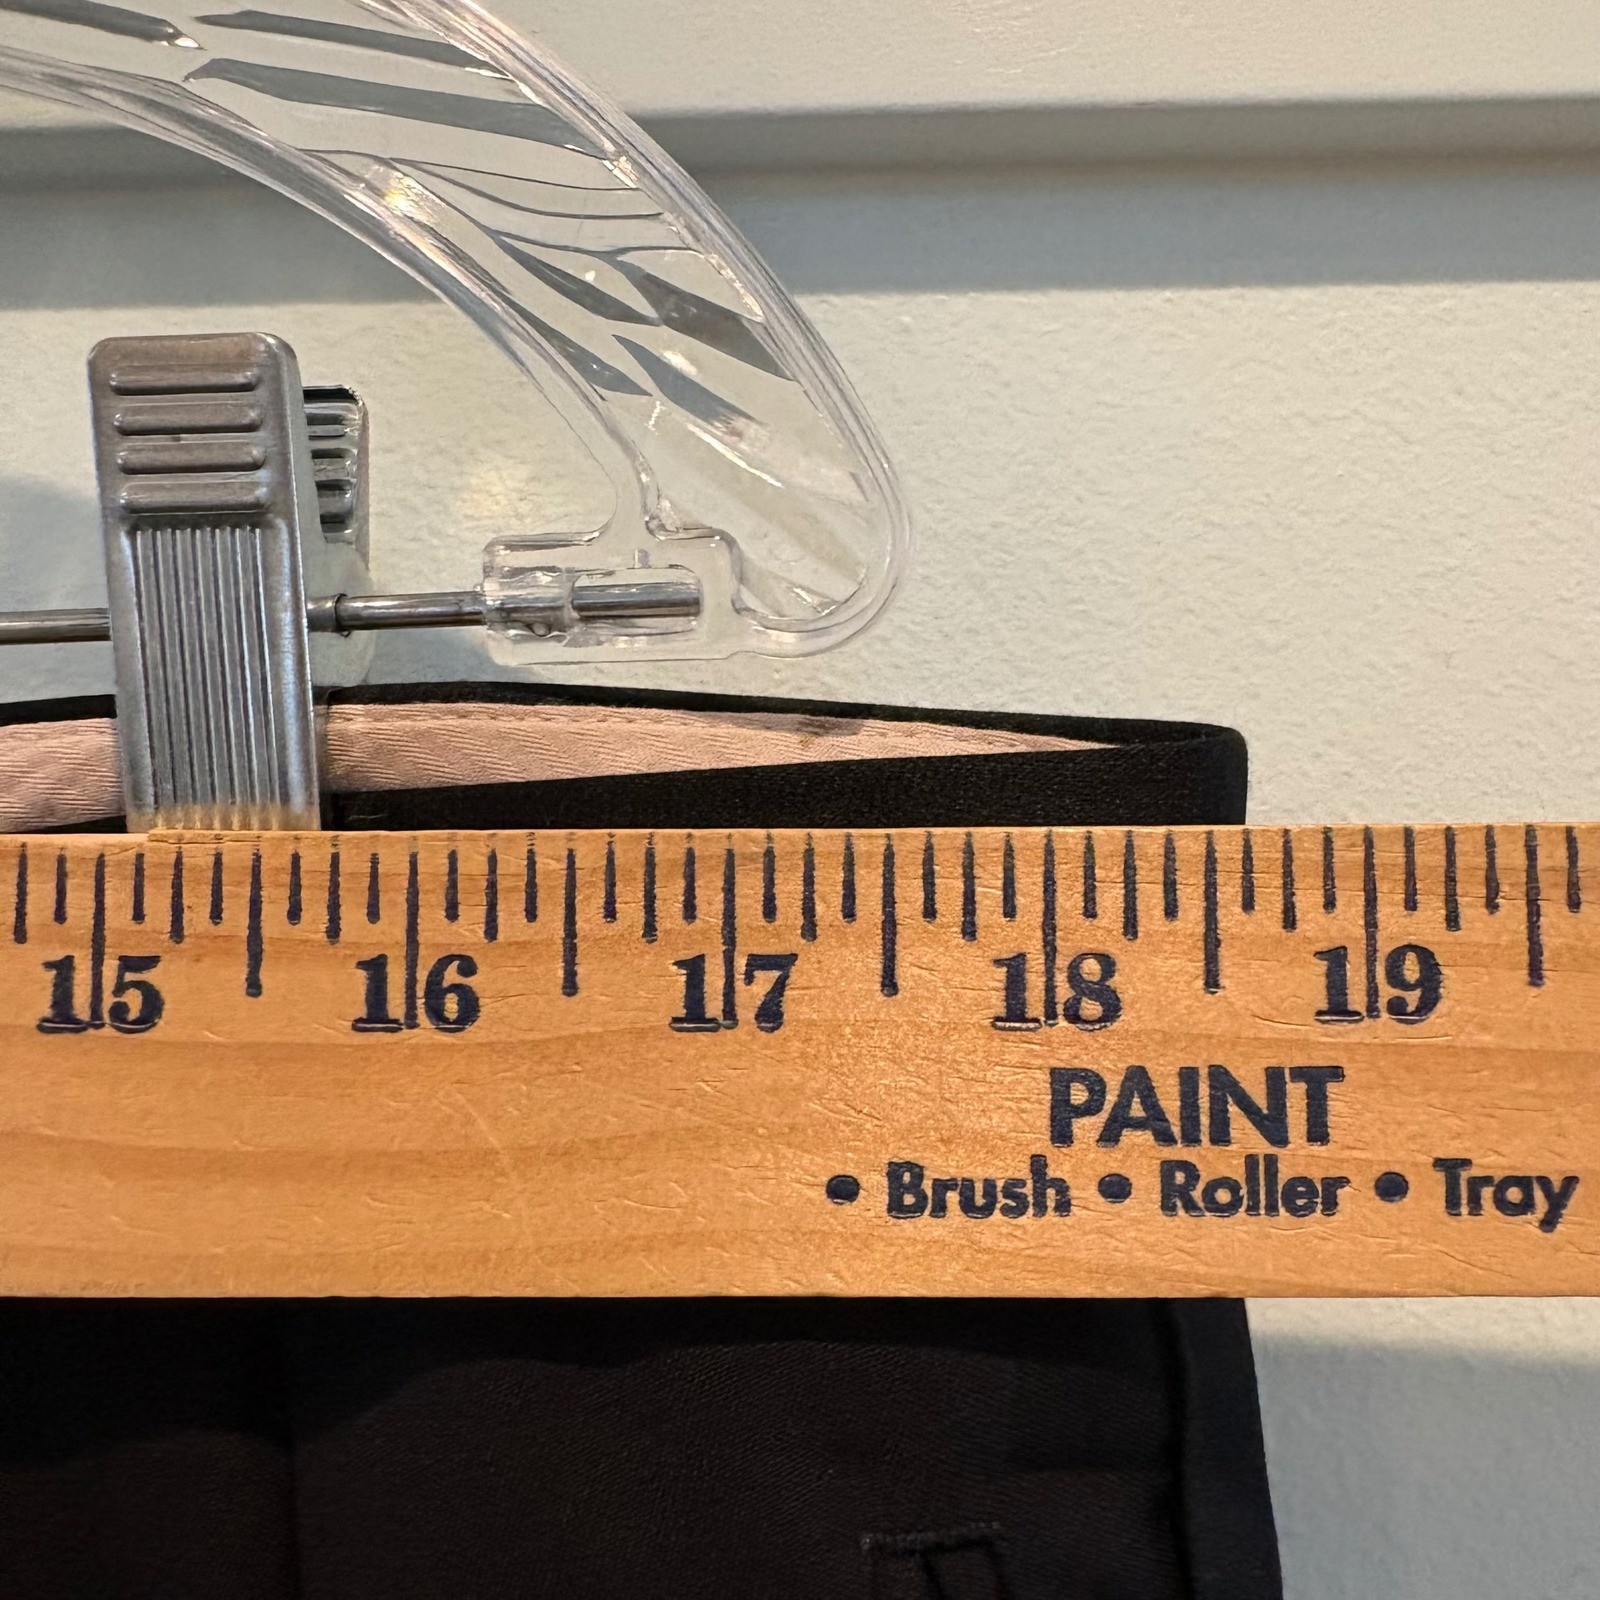 15 16 17 18 19
PAINT
• Brush • Roller • Tray